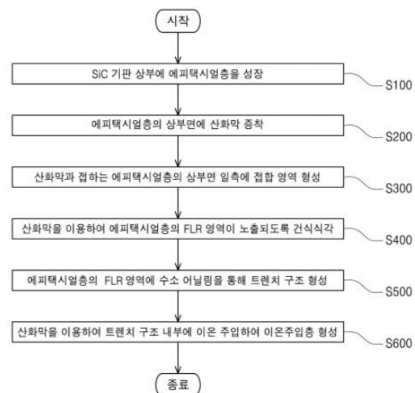 시작
SiC 기판 상부에 에피택시얼층을 성장
S100
에피택시얼층의 상부면에 산화막 증착
S200
산화막과 접하는 에피택시얼층의 상부면 일측에 접합 영역 형성
S300
산화막을 이용하여 에피택시얼층의 FLR 영역이 노출되도록 건식식각
S400
에피택시얼층의 FLR 영역에 수소 어닐링을 통해 트렌치 구조 형성
S500
산화막을 이용하여 트렌치 구조 내부에 이온 주입하여 이온주입층 형성
S600
종료